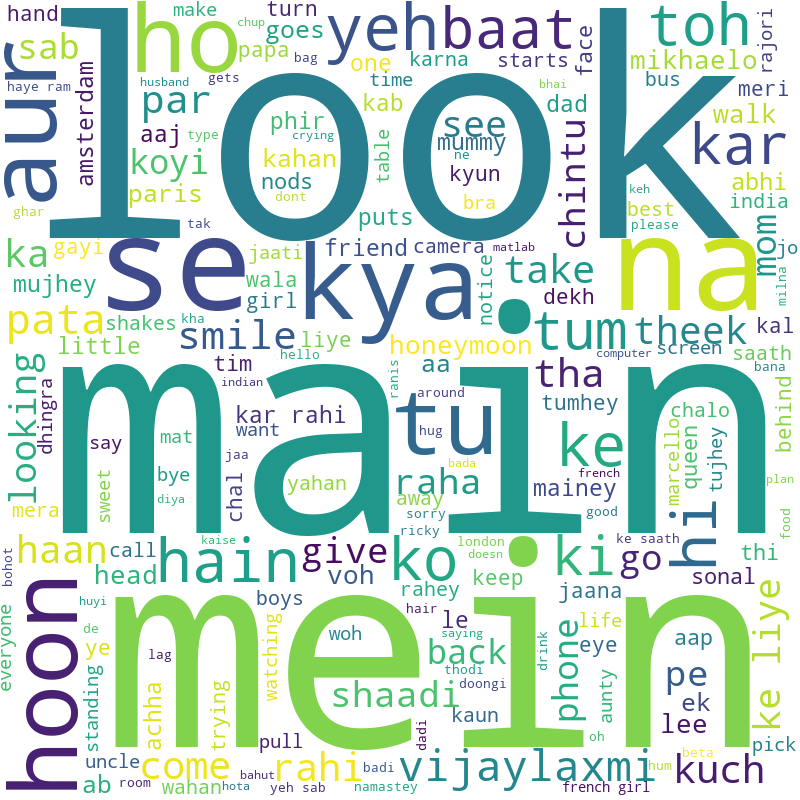 hand
make
turn
chup
look
ho
yeh
baat
toh
sab
goes
papa
one
karna
starts
face
mikhaelo
rajori
haye ram
husband
gets
bag
time
bhai
bus
meri
aur
amsterdam
par
phir
crying
kab
see
dad
walk
kar
aaj
type
mummy
koyi
kahan
table
ne
kyun
chintu
abhi
paris
nods
dont
bra
keh
india
ghar
tak
puts
best
please
ka
gayi
se
jaati
friend
camera
matlab
na
mom
jo
mujhey
wala
kya
notice
take
dekh
milna
pata
shakes
kha
girl
smile
liye
honeymoon
tum
theek
kal
little
hello
tim
aa
computer
screen
saath
bana
looking
dhingra
main
indian
ranis
around
tha
tumhey
chalo
behind
kar rahi
tu
ke
say
mat
want
hug
marcello
queen
tujhey
bye
jaa
bada
french
plan
sweet
chal
yahan
raha
mainey
mera
diya
away
good
food
sorry
ricky
hi
haan
call
kaise
give
ko
london
doesn
ki
ke saath
go
thi
bohot
hain
head
voh
keep
sonal
hoon
huyi
boys
rahey
jaana
everyone
de
hair
le
life
ke liye
ye
watching
mein
woh
saying
drink
phone
eye
aap
standing
lag
back
thodi
pe
achha
trying
shaadi
doongi
aunty
ek
kaun
lee
pull
dadi
oh
pick
uncle
come
rahi
vijaylaxmi
beta
ab
room
bahut
badi
hum
kuch
wahan
hota
yeh sab
namastey
french girl